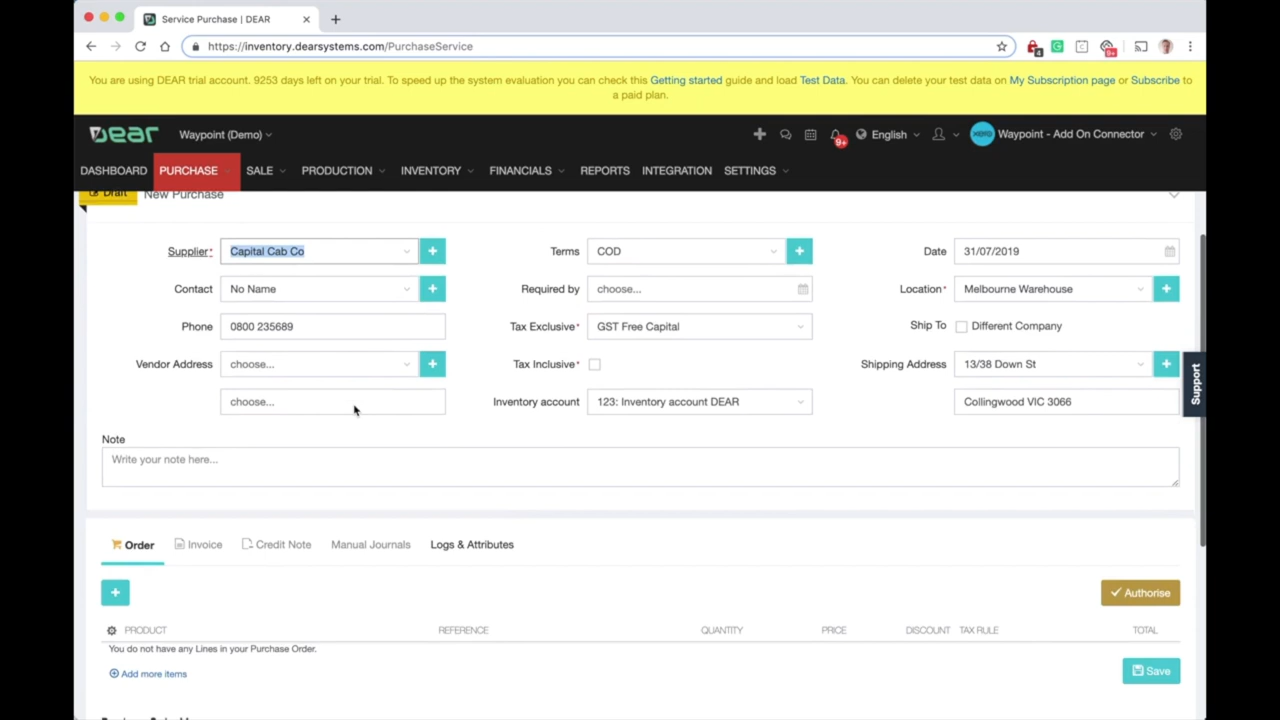 Service Purchase | DEAR
https://inventory.dearsystems.com/PurchaseService
4
9+
You are using DEAR trial account. 9253 days left on your trial. To speed up the system evaluation you can check this Getting started guide and load Test Data. You can delete your test data on My Subscription page or Subscribe to
a paid plan.
Dear Waypoint (Demo) 9+ English xero Waypoint - Add On Connector
DASHBOARD PURCHASE SALE PRODUCTION INVENTORY FINANCIALS REPORTS INTEGRATION SETTINGS
Draft New Purchase
Supplier* Capital Cab Co Terms COD Date 31/07/2019
Contact No Name Required by choose... Location* Melbourne Warehouse
Phone 0800 235689 Tax Exclusive* GST Free Capital Ship To Different Company
Vendor Address choose... Tax Inclusive* Shipping Address 13/38 Down St
choose... Inventory account 123: Inventory account DEAR Collingwood VIC 3066
Support
Note
Write your note here...
Order Invoice Credit Note Manual Journals Logs & Attributes
Authorise
PRODUCT REFERENCE QUANTITY PRICE DISCOUNT TAX RULE TOTAL
You do not have any Lines in your Purchase Order.
Add more items Save